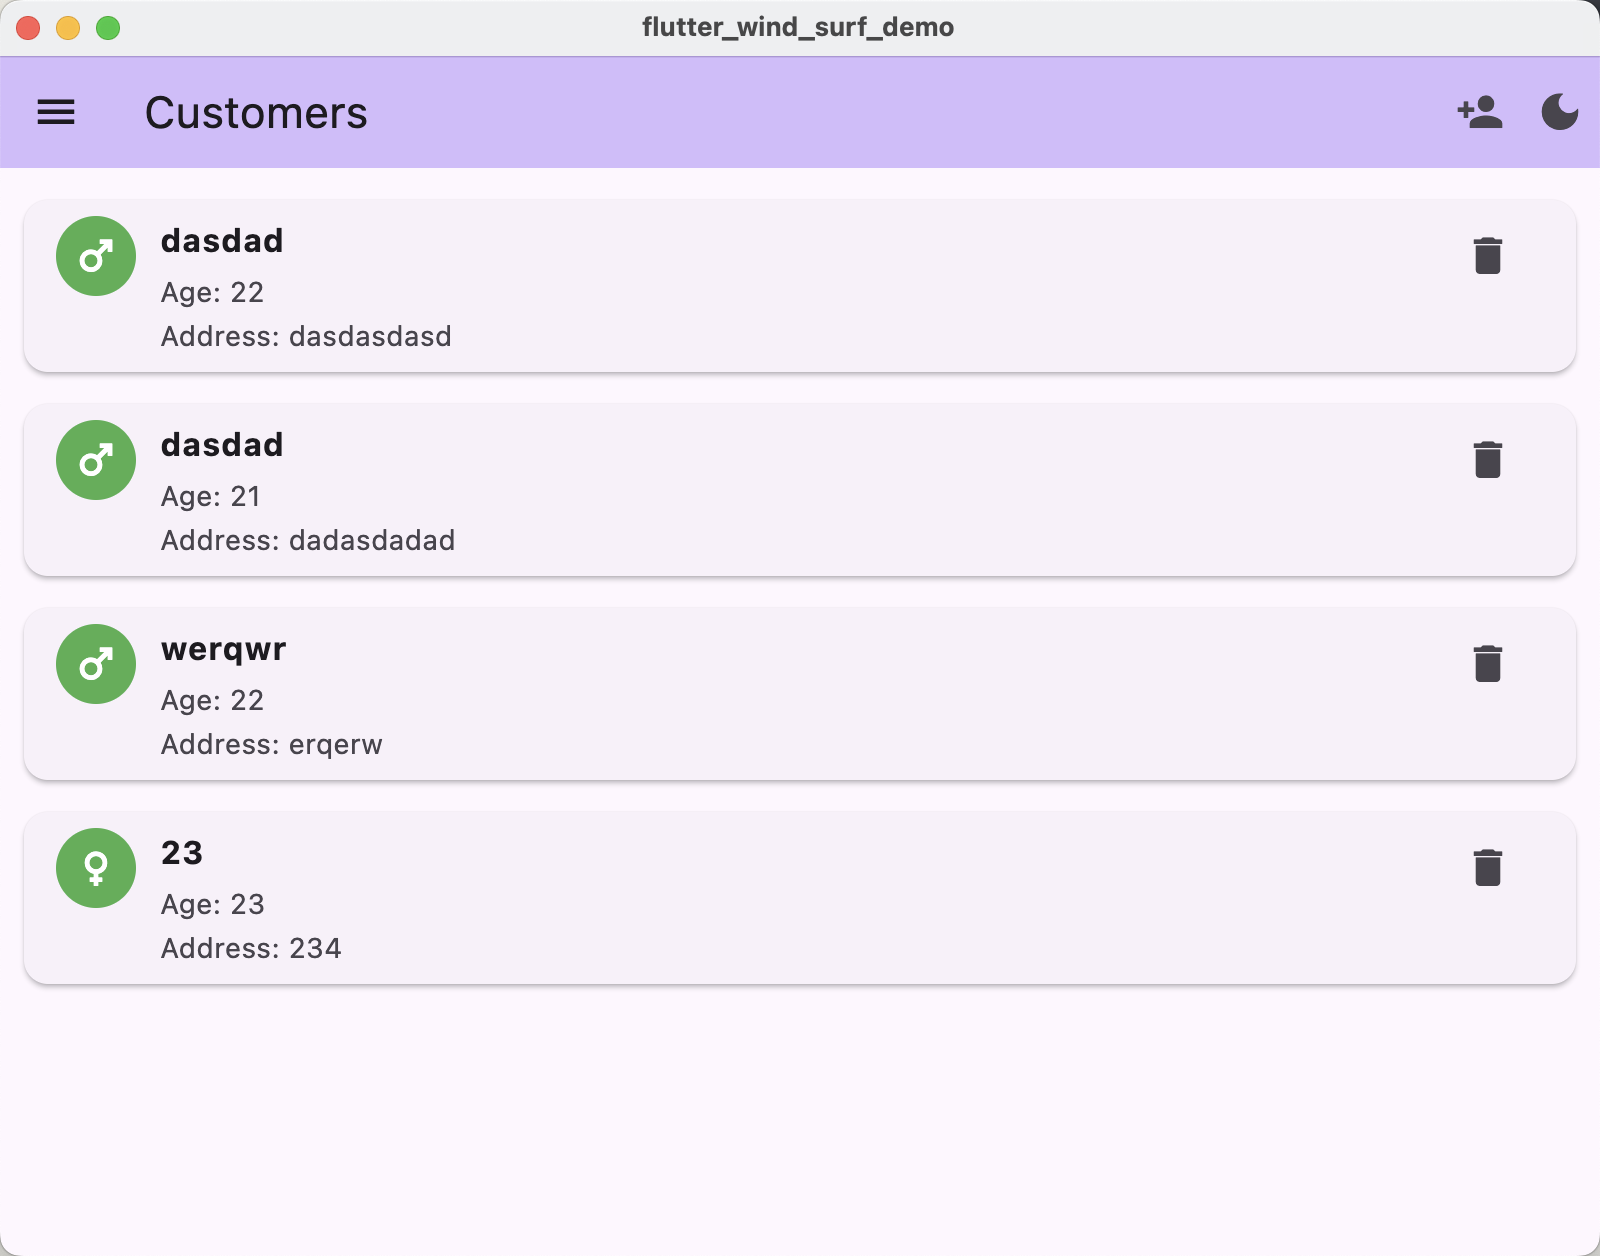 flutter_wind_surf_demo
Customers
dasdad
Age: 22
Address: dasdasdasd
dasdad
Age: 21
Address: dadasdadad
werqwr
Age: 22
Address: erqerw
23
Age: 23
Address: 234